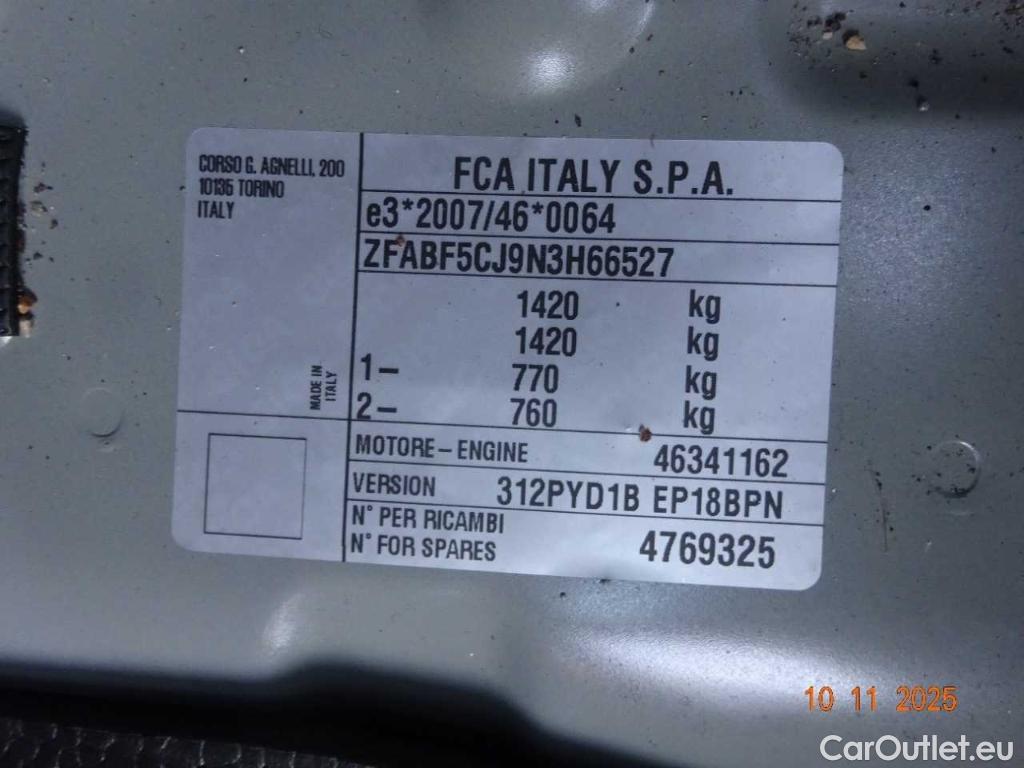 CORSO G. AGNELLI, 200
10135 TORINO
ITALY
FCA ITALY S.P.A.
e3*2007/46*0064
ZFABF5CJ9N3H66527
1420 kg
1420 kg
1– 770 kg
2– 760 kg
MADE IN
ITALY
MOTORE – ENGINE 46341162
VERSION 312PYD1B EP18BPN
N° PER RICAMBI
N° FOR SPARES 4769325
10 11 2025
CarOutlet.eu